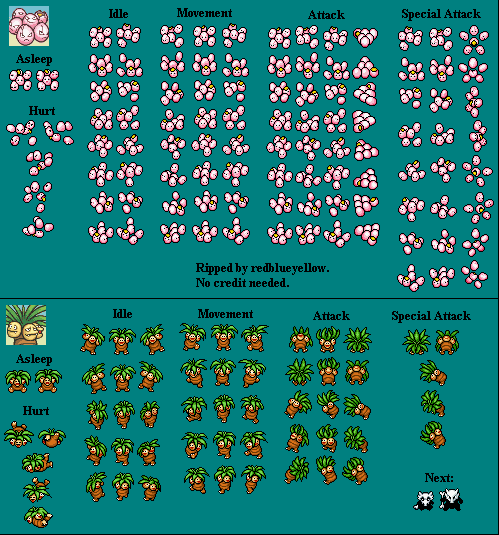 Idle
Movement
Attack
Special Attack
Asleep
Hurt
Ripped by redblueyellow.
No credit needed.
Idle
Movement
Attack
Special Attack
Asleep
Hurt
Next: